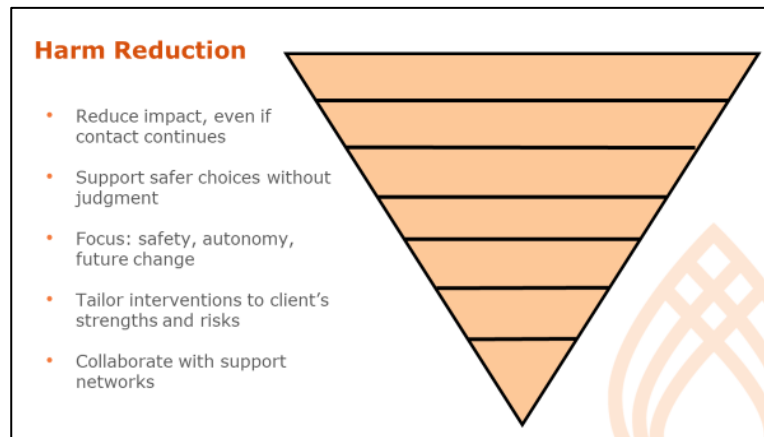 Harm Reduction
• Reduce impact, even if
contact continues
• Support safer choices without
judgment
• Focus: safety, autonomy,
future change
• Tailor interventions to client's
strengths and risks
• Collaborate with support
networks